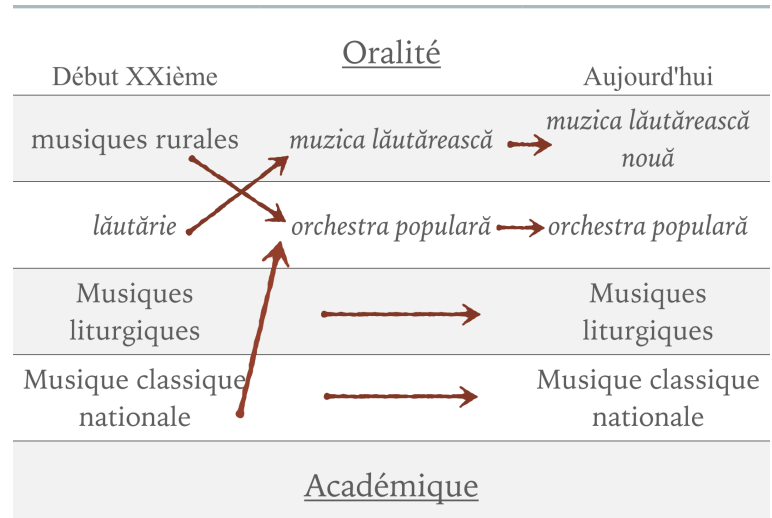 Oralité
Début XXième
Aujourd'hui
musiques rurales
muzica lăutărească
muzica lăutărească
nouă
lăutărie
orchestra populară
orchestra populară
Musiques
liturgiques
Musiques
liturgiques
Musique classique
nationale
Musique classique
nationale
Académique